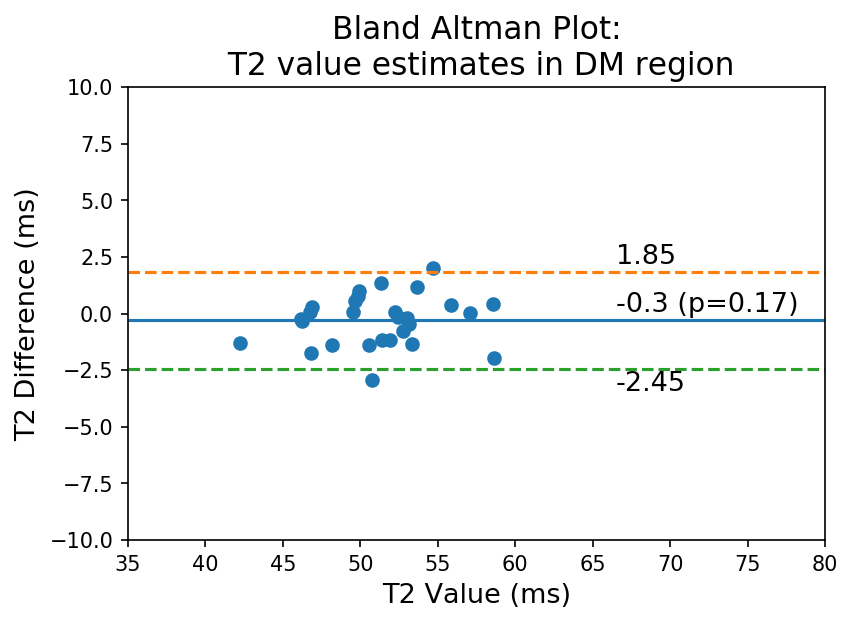 Bland Altman Plot:
T2 value estimates in DM region
T2 Difference (ms)
10.0
7.5
5.0
2.5
0.0
−2.5
−5.0
−7.5
−10.0
1.85
-0.3 (p=0.17)
-2.45
35 40 45 50 55 60 65 70 75 80
T2 Value (ms)